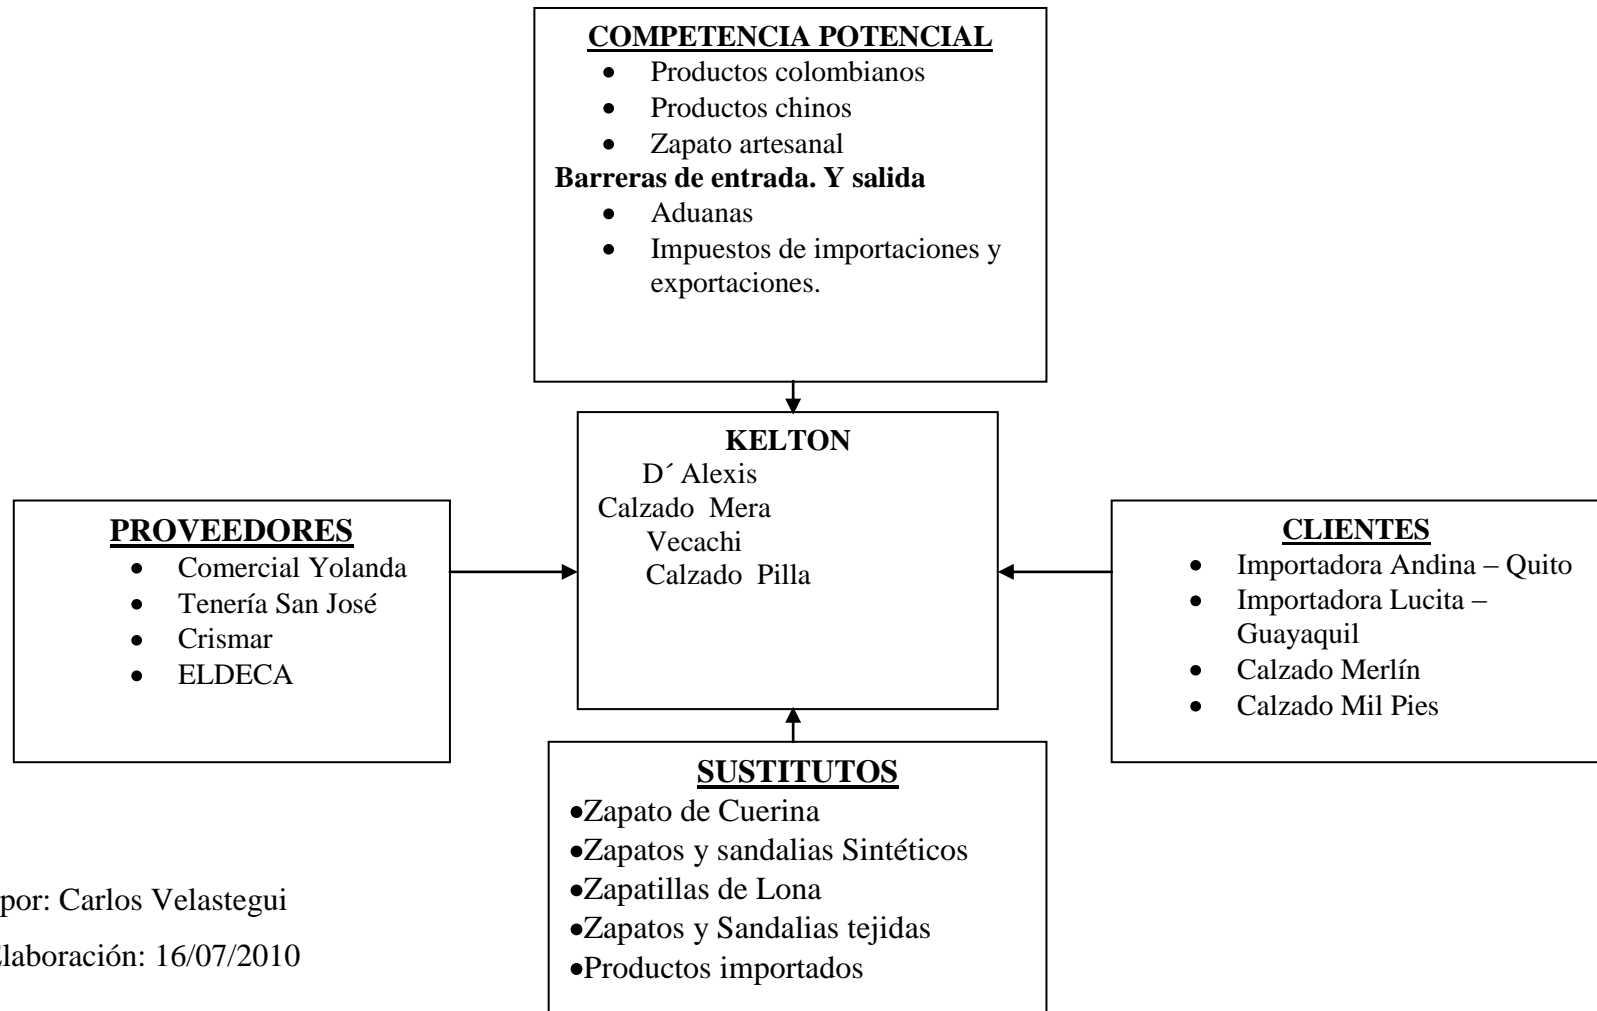 COMPETENCIA POTENCIAL
• Productos colombianos
• Productos chinos
• Zapato artesanal
Barreras de entrada. Y salida
• Aduanas
• Impuestos de importaciones y
exportaciones.
KELTON
D´ Alexis
Calzado Mera
Vecachi
Calzado Pilla
PROVEEDORES
• Comercial Yolanda
• Tenería San José
• Crismar
• ELDECA
CLIENTES
• Importadora Andina – Quito
• Importadora Lucita –
Guayaquil
• Calzado Merlín
• Calzado Mil Pies
SUSTITUTOS
•Zapato de Cuerina
•Zapatos y sandalias Sintéticos
•Zapatillas de Lona
•Zapatos y Sandalias tejidas
•Productos importados
por: Carlos Velastegui
Elaboración: 16/07/2010